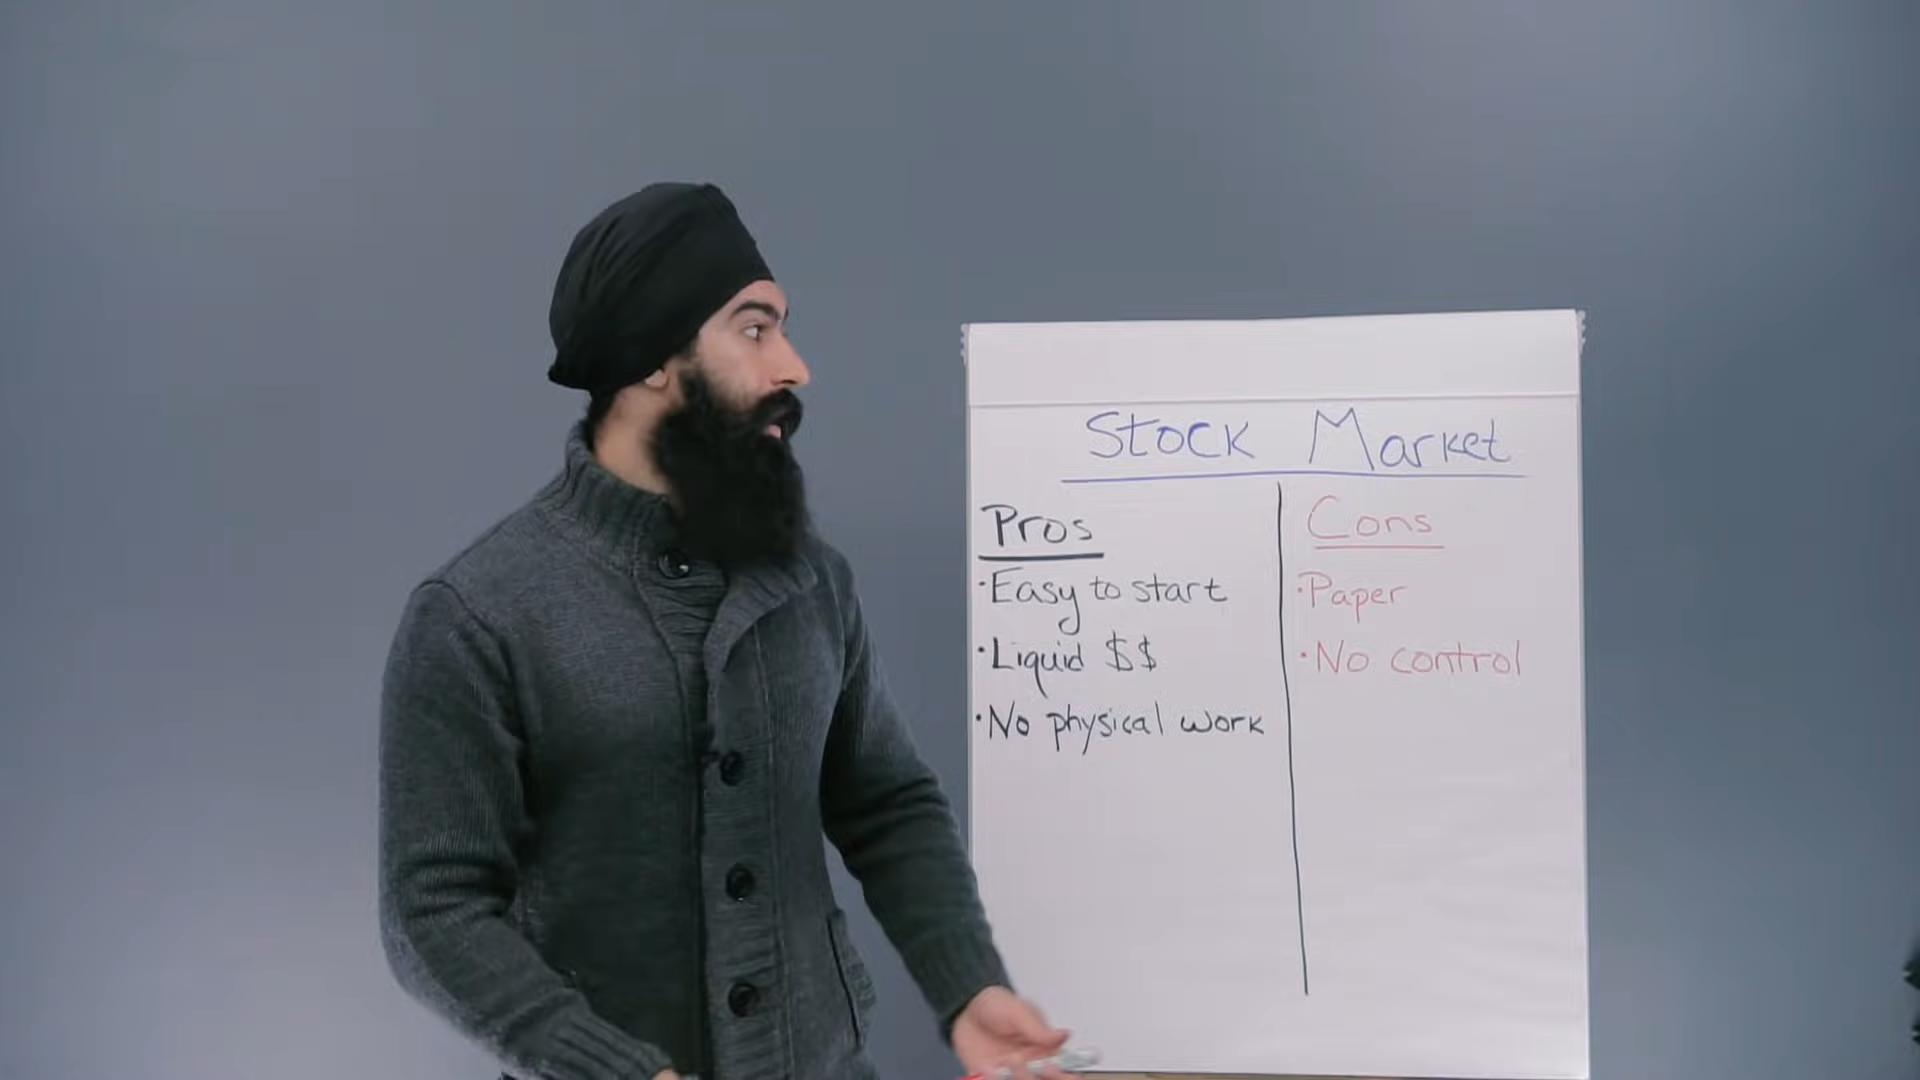 Stock Market
Pros
·Easy to start
·Liquid $$
·No physical work
Cons
·Paper
·No control